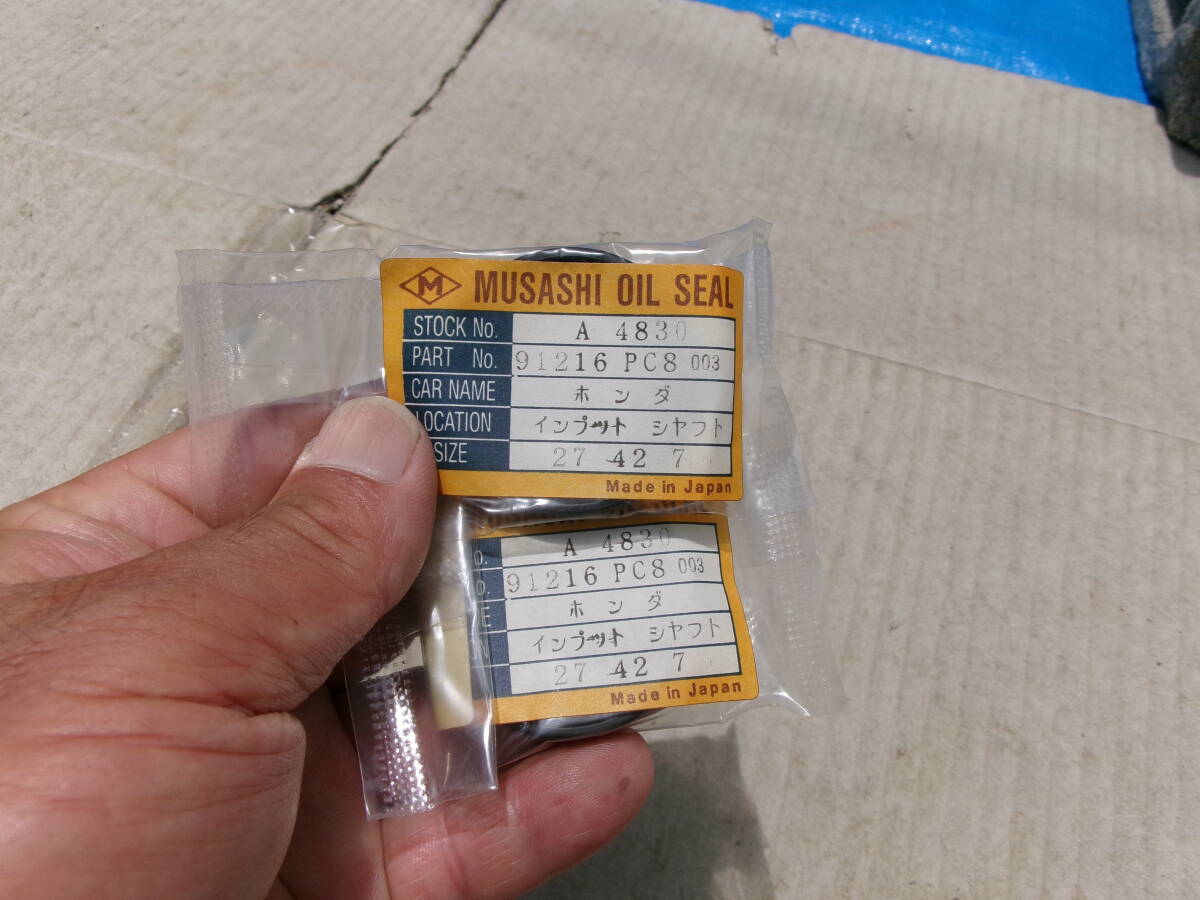 M MUSASHI OIL SEAL
STOCK No. A 4830
PART No. 91216 PC8 003
CAR NAME ホンダ
LOCATION インプット シヤフト
SIZE 27 42 7
Made in Japan
A 4830
91216 PC8 003
ホンダ
インプット シヤフト
27 42 7
Made in Japan